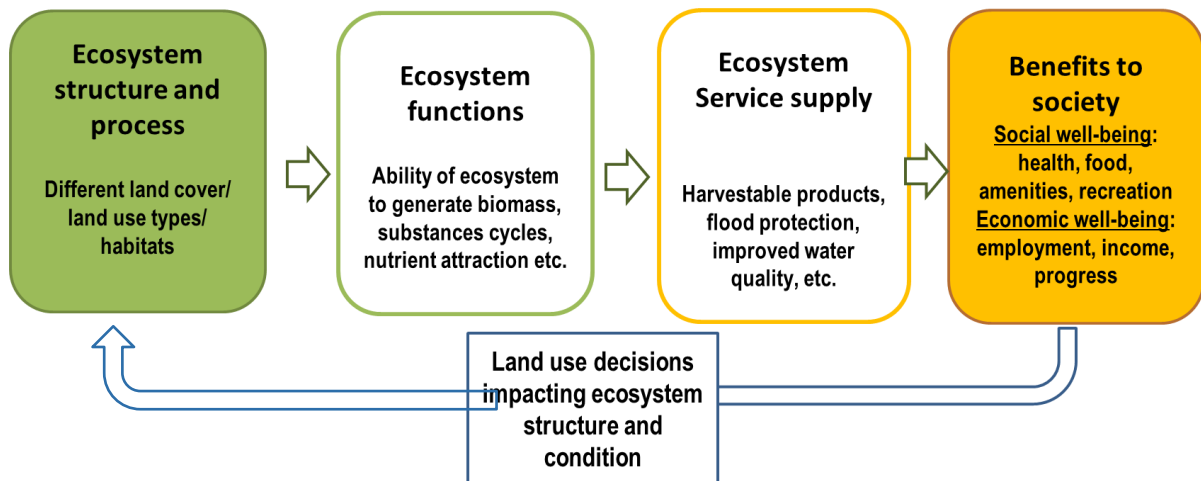 Ecosystem
structure and
process
Different land cover/
land use types/
habitats
Ecosystem
functions
Ability of ecosystem
to generate biomass,
substances cycles,
nutrient attraction etc.
Ecosystem
Service supply
Harvestable products,
flood protection,
improved water
quality, etc.
Benefits to
society
Social well-being:
health, food,
amenities, recreation
Economic well-being:
employment, income,
progress
Land use decisions
impacting ecosystem
structure and
condition